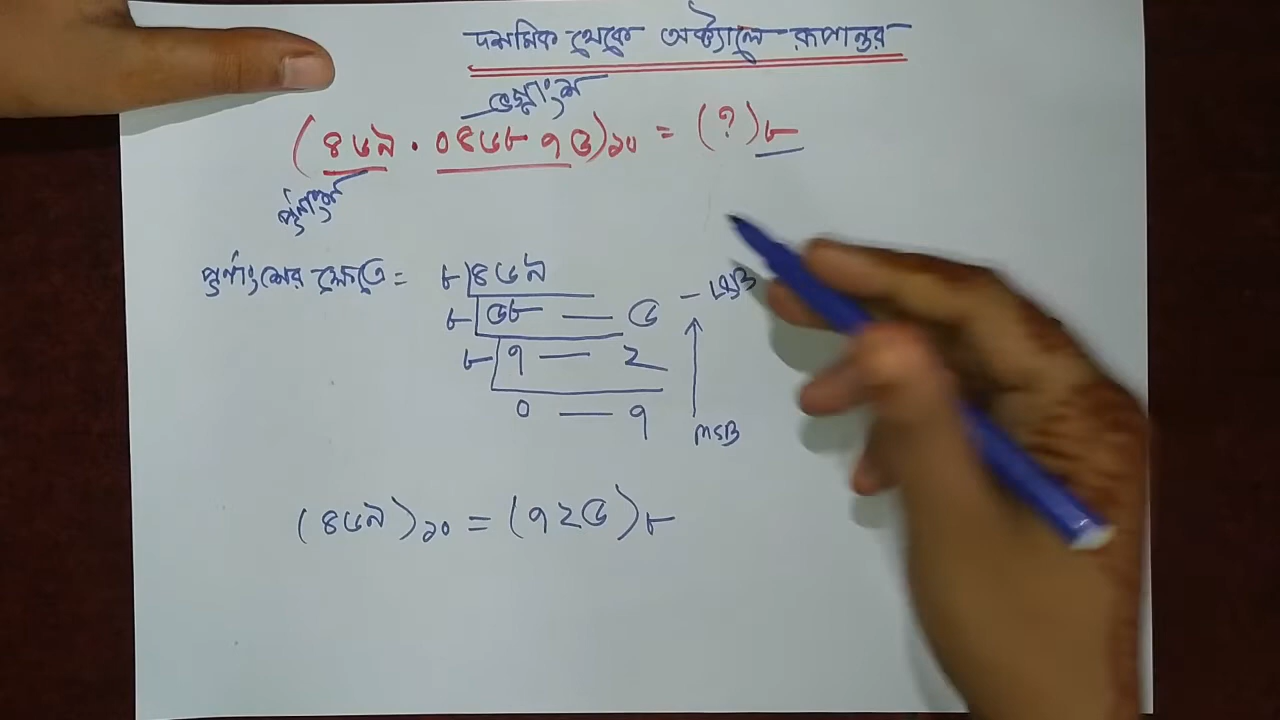 দশমিক থেকে অক্ট্যালে রূপান্তর
ভগ্নাংশ
(৪৬৯.০৪৬৮৭৫)১০ = (?)৮
পূর্ণাংশ
পূর্ণাংশের ক্ষেত্রে = ৮|৪৬৯
৮|৫৮ — ৫ — LSB
৮|৭ — ২
০ — ৭
MSB
(৪৬৯)১০ = (৭২৫)৮